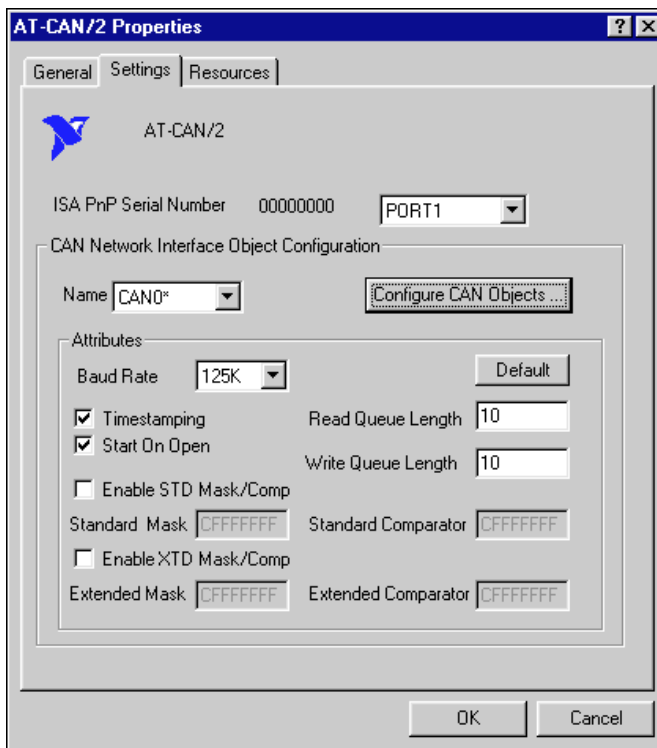 AT-CAN/2 Properties
General Settings Resources
AT-CAN/2
ISA PnP Serial Number 00000000 PORT1
CAN Network Interface Object Configuration
Name CAN0* Configure CAN Objects ...
Attributes
Baud Rate 125K Default
Timestamping Read Queue Length 10
Start On Open
Write Queue Length 10
Enable STD Mask/Comp
Standard Mask CFFFFFFF Standard Comparator CFFFFFFF
Enable XTD Mask/Comp
Extended Mask CFFFFFFF Extended Comparator CFFFFFFF
OK Cancel